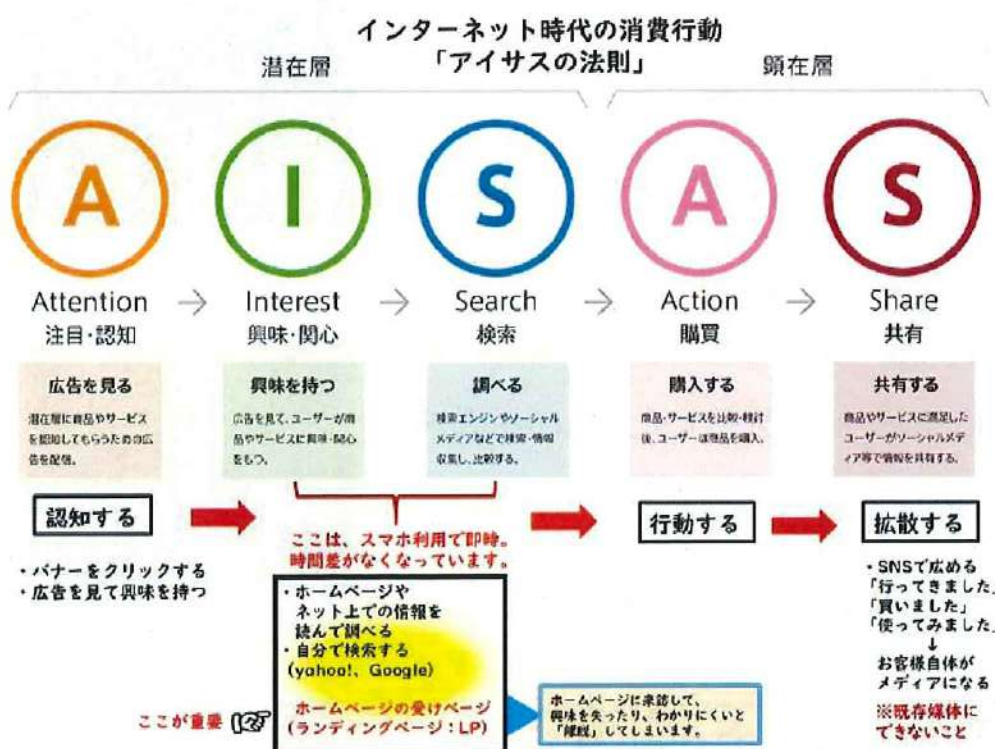 インターネット時代の消費行動
「アイサスの法則」
潜在層
顕在層
A
I
S
A
S
Attention
→
Interest
→
Search
→
Action
→
Share
注目・認知
興味・関心
検索
購買
共有
広告を見る
潜在層に商品やサービス
を認知してもらうための広
告を配信。
興味を持つ
広告を見て、ユーザーが商
品やサービスに興味・関心
をもつ。
調べる
検索エンジンやソーシャル
メディアなどで検索・情報
収集し、比較する。
購入する
商品・サービスを比較・検討
後、ユーザーは商品を購入。
共有する
商品やサービスに満足した
ユーザーがソーシャルメデ
ィア等で情報を共有する。
認知する
・バナーをクリックする
・広告を見て興味を持つ
ここは、スマホ利用で即時。
時間差がなくなっています。
・ホームページや
ネット上での情報を
読んで調べる
・自分で検索する
(yahoo!、Google)
ホームページの受けページ
(ランディングページ：LP)
ここが重要
ホームページに来訪して、
興味を失ったり、わかりにくいと
「離脱」してしまいます。
行動する
拡散する
・SNSで広める
「行ってきました」
「買いました」
「使ってみました」
↓
お客様自体が
メディアになる
※既存媒体に
できないこと